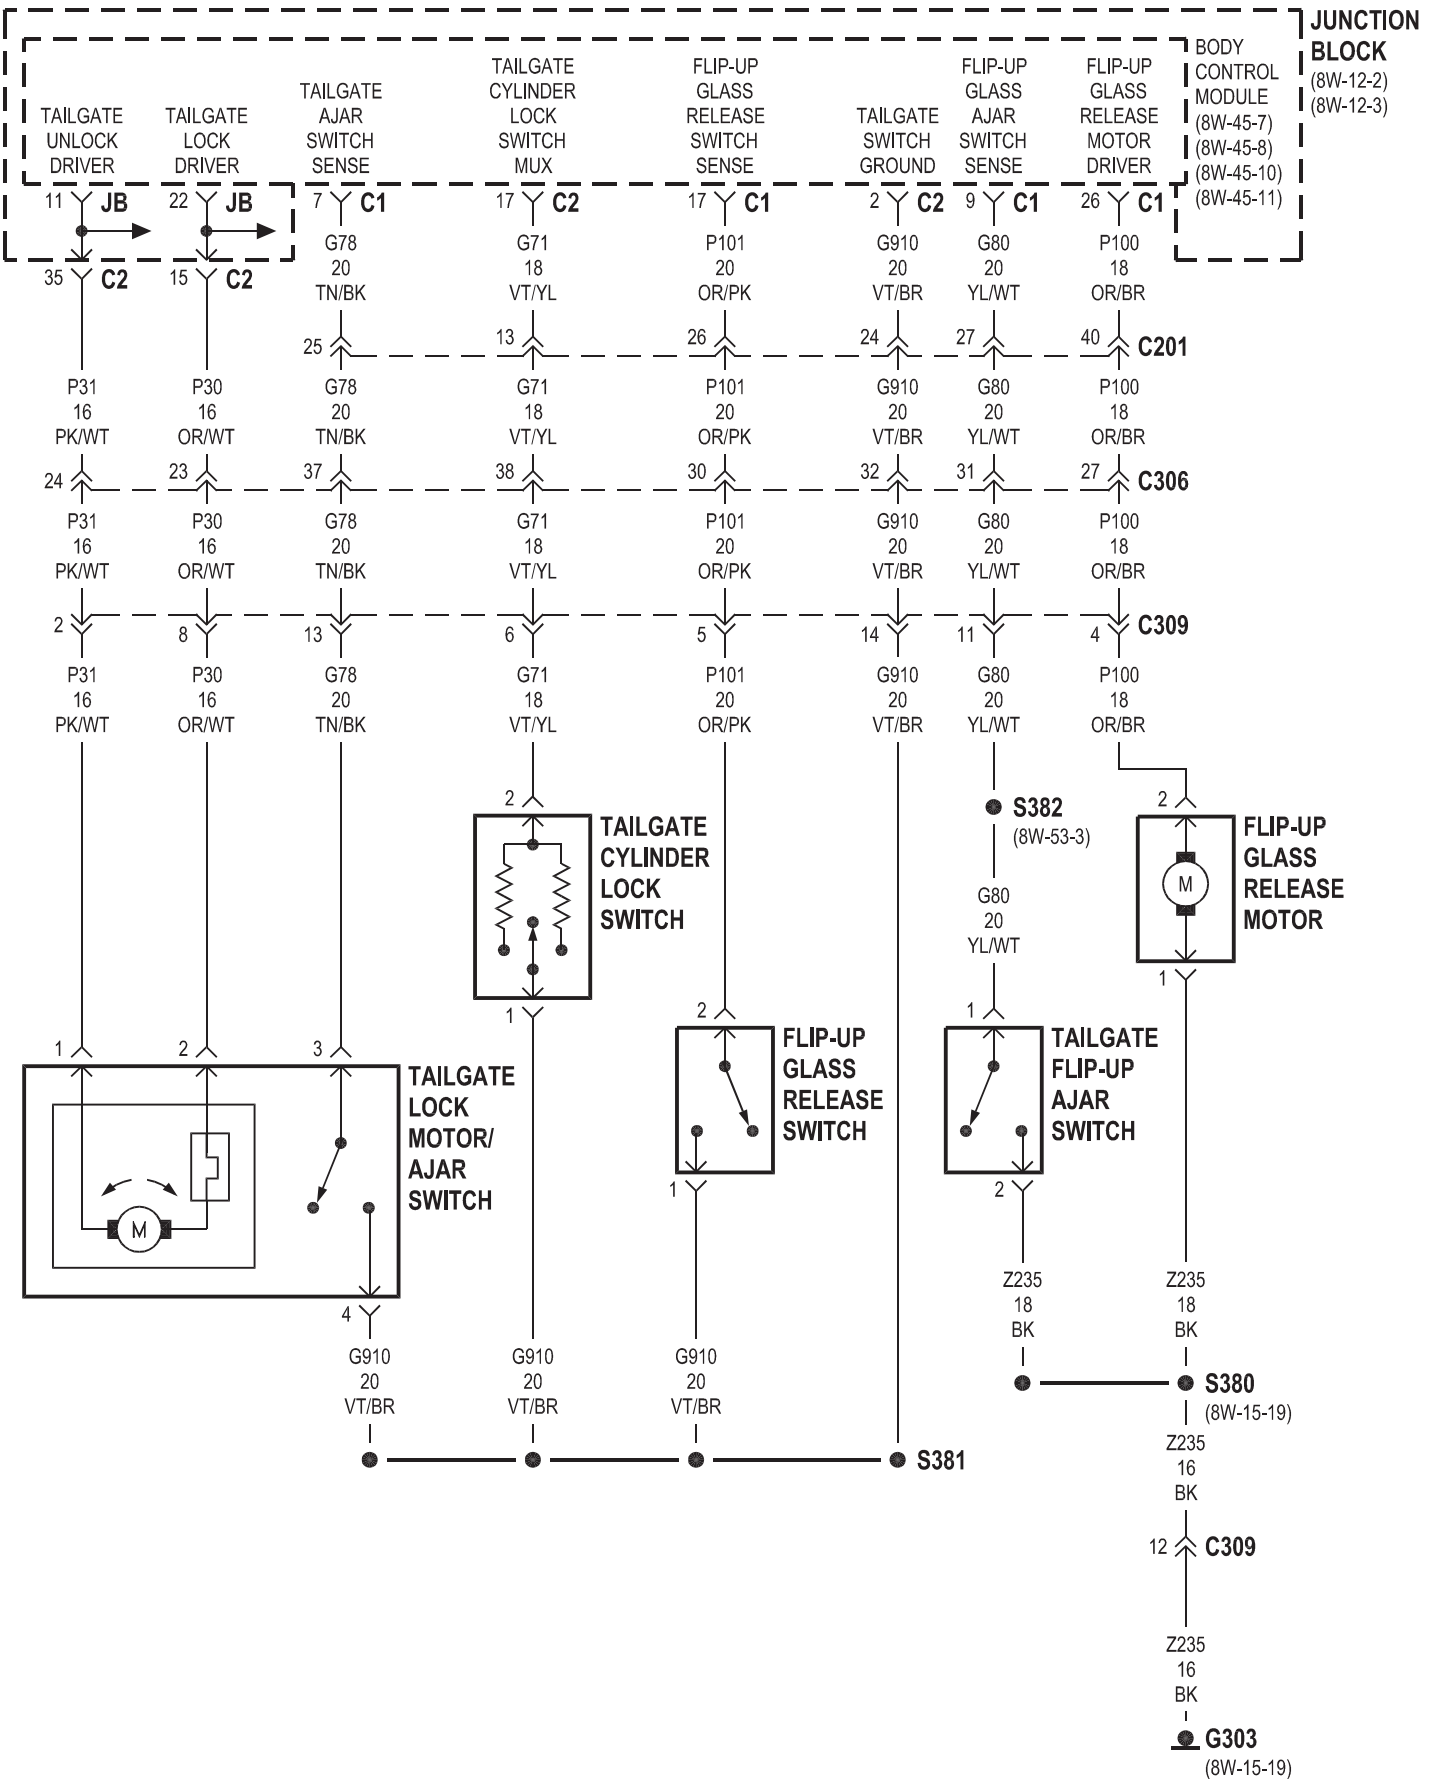 JUNCTION
BLOCK
(8W-12-2)
(8W-12-3)
BODY
CONTROL
MODULE
(8W-45-7)
(8W-45-8)
(8W-45-10)
(8W-45-11)
TAILGATE
UNLOCK
DRIVER
TAILGATE
LOCK
DRIVER
TAILGATE
AJAR
SWITCH
SENSE
TAILGATE
CYLINDER
LOCK
SWITCH
MUX
FLIP-UP
GLASS
RELEASE
SWITCH
SENSE
TAILGATE
SWITCH
GROUND
FLIP-UP
GLASS
AJAR
SWITCH
SENSE
FLIP-UP
GLASS
RELEASE
MOTOR
DRIVER
11 JB 22 JB 7 C1 17 C2 17 C1 2 C2 9 C1 26 C1
G78 G71 P101 G910 G80 P100
20 18 20 20 20 18
TN/BK VT/YL OR/PK VT/BR YL/WT OR/BR
35 C2 15 C2
25 13 26 24 27 40 C201
P31 P30 G78 G71 P101 G910 G80 P100
16 16 20 18 20 20 20 18
PK/WT OR/WT TN/BK VT/YL OR/PK VT/BR YL/WT OR/BR
24 23 37 38 30 32 31 27 C306
P31 P30 G78 G71 P101 G910 G80 P100
16 16 20 18 20 20 20 18
PK/WT OR/WT TN/BK VT/YL OR/PK VT/BR YL/WT OR/BR
2 8 13 6 5 14 11 4 C309
P31 P30 G78 G71 P101 G910 G80 P100
16 16 20 18 20 20 20 18
PK/WT OR/WT TN/BK VT/YL OR/PK VT/BR YL/WT OR/BR
2
TAILGATE
CYLINDER
LOCK
SWITCH
1
S382
(8W-53-3)
G80
20
YL/WT
2
FLIP-UP
GLASS
RELEASE
MOTOR
M
1
1 2 3
TAILGATE
LOCK
MOTOR/
AJAR
SWITCH
M
4
2
FLIP-UP
GLASS
RELEASE
SWITCH
1
1
TAILGATE
FLIP-UP
AJAR
SWITCH
2
Z235 Z235
18 18
BK BK
G910 G910 G910
20 20 20
VT/BR VT/BR VT/BR
S380
(8W-15-19)
S381
Z235
16
BK
12 C309
Z235
16
BK
G303
(8W-15-19)